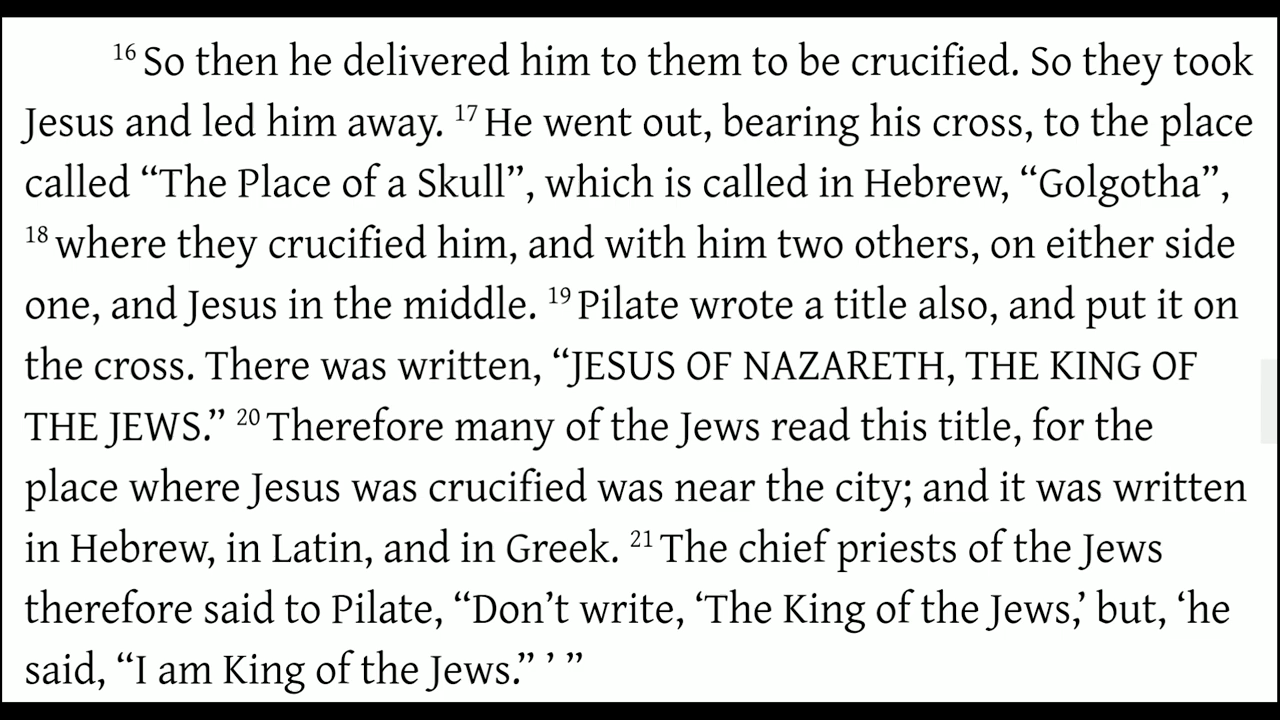 16 So then he delivered him to them to be crucified. So they took
Jesus and led him away. 17 He went out, bearing his cross, to the place
called “The Place of a Skull”, which is called in Hebrew, “Golgotha”,
18 where they crucified him, and with him two others, on either side
one, and Jesus in the middle. 19 Pilate wrote a title also, and put it on
the cross. There was written, “JESUS OF NAZARETH, THE KING OF
THE JEWS.” 20 Therefore many of the Jews read this title, for the
place where Jesus was crucified was near the city; and it was written
in Hebrew, in Latin, and in Greek. 21 The chief priests of the Jews
therefore said to Pilate, “Don’t write, ‘The King of the Jews,’ but, ‘he
said, “I am King of the Jews.” ’ ”